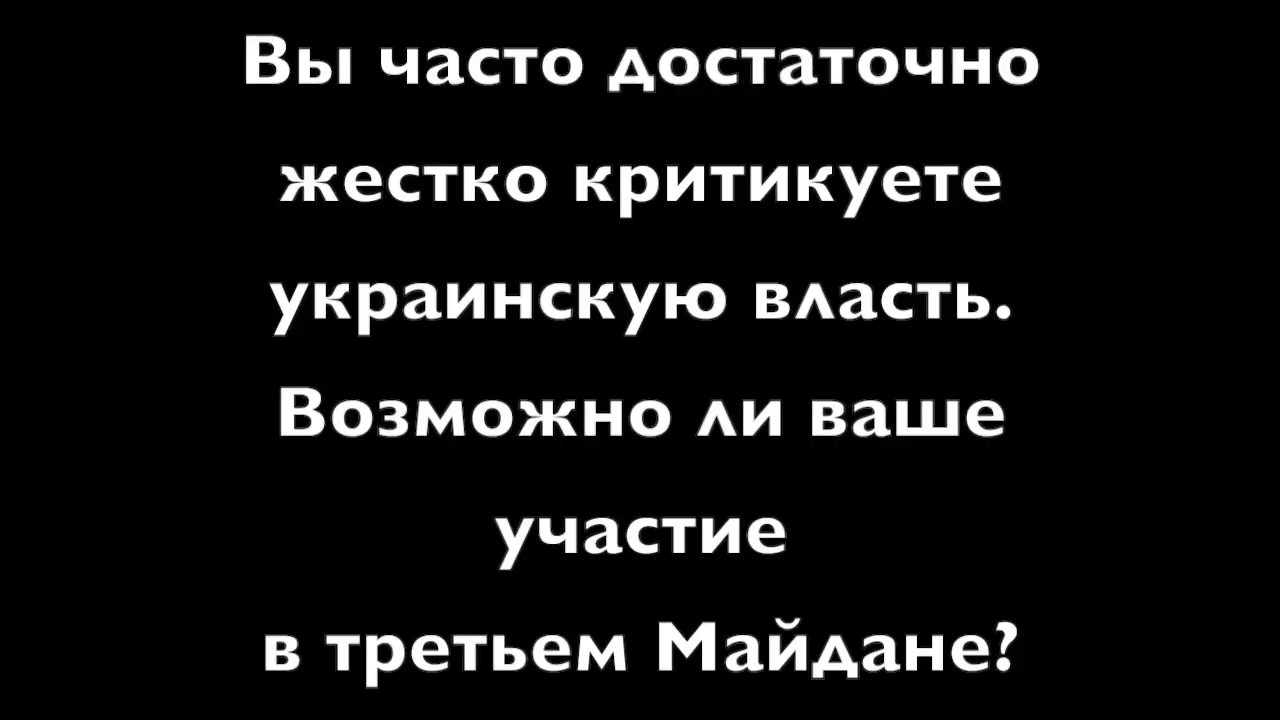 Вы часто достаточно
жестко критикуете
украинскую власть.
Возможно ли ваше
участие
в третьем Майдане?